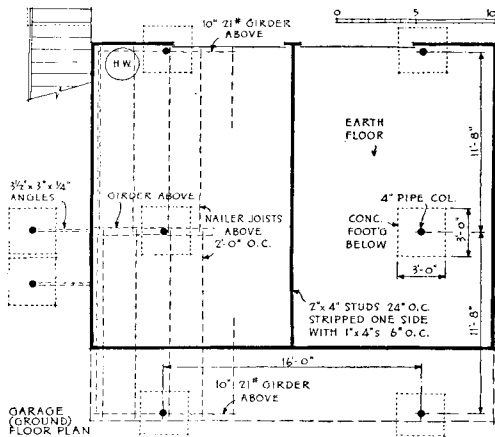 0 5 10
10" 21# GIRDER
ABOVE
H.W.
EARTH
FLOOR
11'-8"
3½"x 3"x ¼"
ANGLES
GIRDER ABOVE
NAILER JOISTS
ABOVE
2'-0" O.C.
4" PIPE COL.
CONC.
FOOT'G
BELOW
3'-0"
3'-0"
2"x 4" STUDS 24" O.C.
STRIPPED ONE SIDE
WITH 1"x 4"S 6" O.C.
11'-8"
16'-0"
10" 21# GIRDER
ABOVE
GARAGE
(GROUND)
FLOOR PLAN